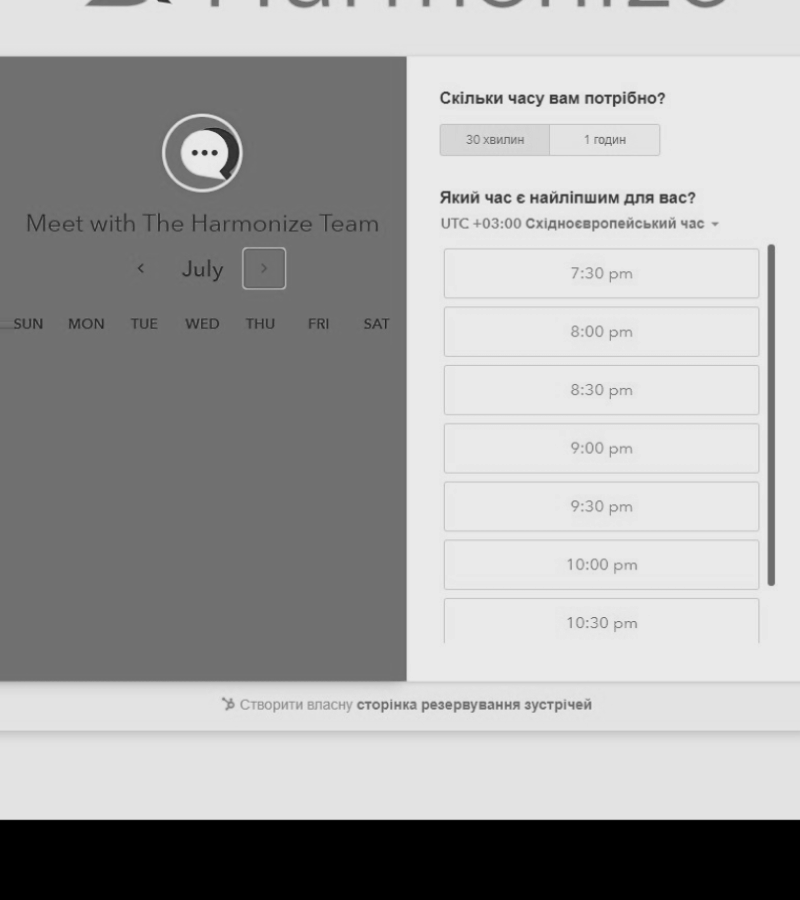 Harmonize
Meet with The Harmonize Team
July
SUN MON TUE WED THU FRI SAT
Скільки часу вам потрібно?
30 хвилин 1 годин
Який час є найліпшим для вас?
UTC +03:00 Східноєвропейський час
7:30 pm
8:00 pm
8:30 pm
9:00 pm
9:30 pm
10:00 pm
10:30 pm
Створити власну сторінка резервування зустрічей